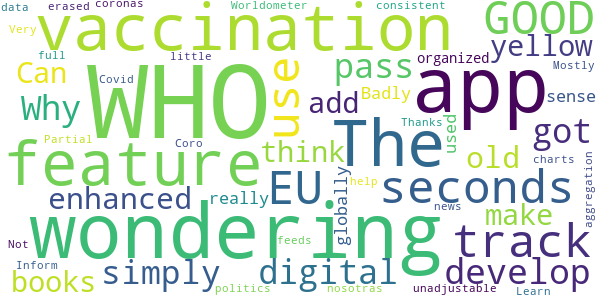 data erased coronas Worldometer consistent
Very vaccination GOOD
full little pass organized yellow
Can Covid WHO use app Mostly
Why add Badly sense
Partial Coro The used Thanks got
feature think old charts
enhanced really EU globally help seconds aggregation
wondering news make
Not feeds track
Inform simply digital develop
books politics nosotras unadjustable Learn